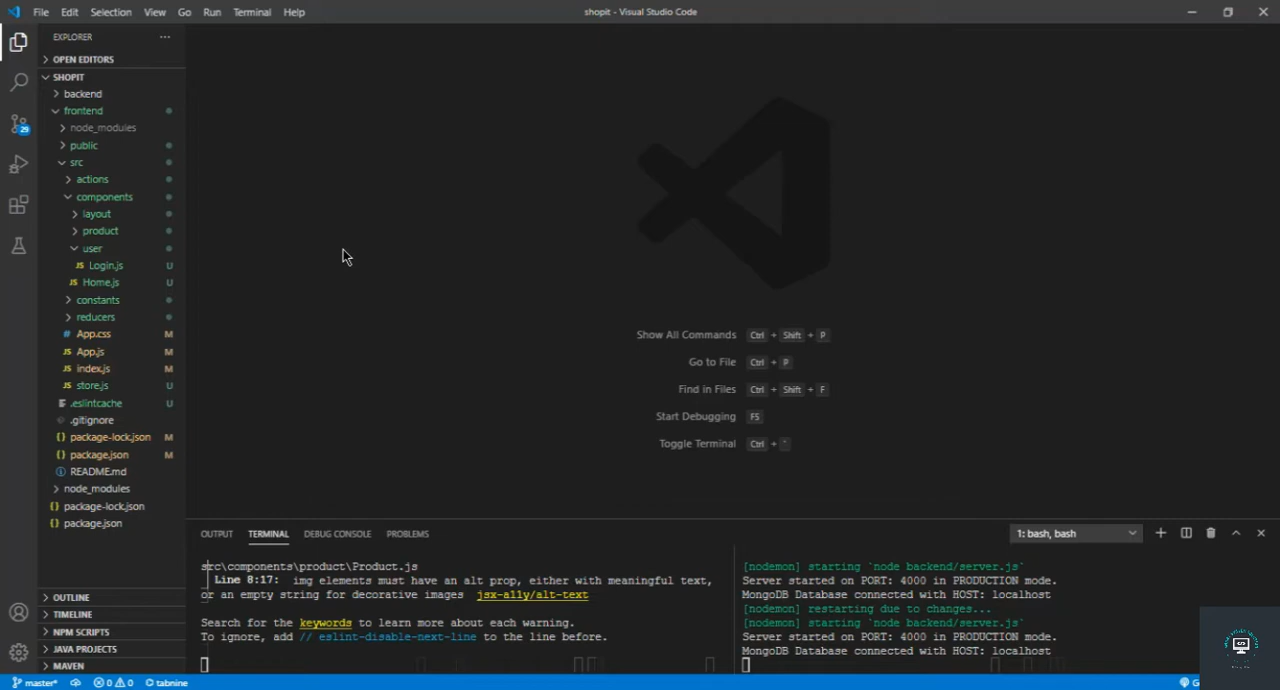 File Edit Selection View Go Run Terminal Help
shopit - Visual Studio Code
EXPLORER ...
OPEN EDITORS
SHOPIT
backend
frontend
node_modules
public
src
actions
components
layout
product
user
JS Login.js U
JS Home.js U
constants
reducers
# App.css M
JS App.js M
JS index.js M
JS store.js U
.eslintcache U
.gitignore
{} package-lock.json M
{} package.json M
README.md
node_modules
{} package-lock.json
{} package.json
OUTLINE
TIMELINE
NPM SCRIPTS
JAVA PROJECTS
MAVEN
29
Show All Commands Ctrl + Shift + P
Go to File Ctrl + P
Find in Files Ctrl + Shift + F
Start Debugging F5
Toggle Terminal Ctrl + `
OUTPUT TERMINAL DEBUG CONSOLE PROBLEMS
1: bash, bash
src\components\product\Product.js
Line 8:17: img elements must have an alt prop, either with meaningful text,
or an empty string for decorative images jsx-a11y/alt-text
Search for the keywords to learn more about each warning.
To ignore, add // eslint-disable-next-line to the line before.
[nodemon] starting `node backend/server.js`
Server started on PORT: 4000 in PRODUCTION mode.
MongoDB Database connected with HOST: localhost
[nodemon] restarting due to changes...
[nodemon] starting `node backend/server.js`
Server started on PORT: 4000 in PRODUCTION mode.
MongoDB Database connected with HOST: localhost
master* 0 0 tabnine